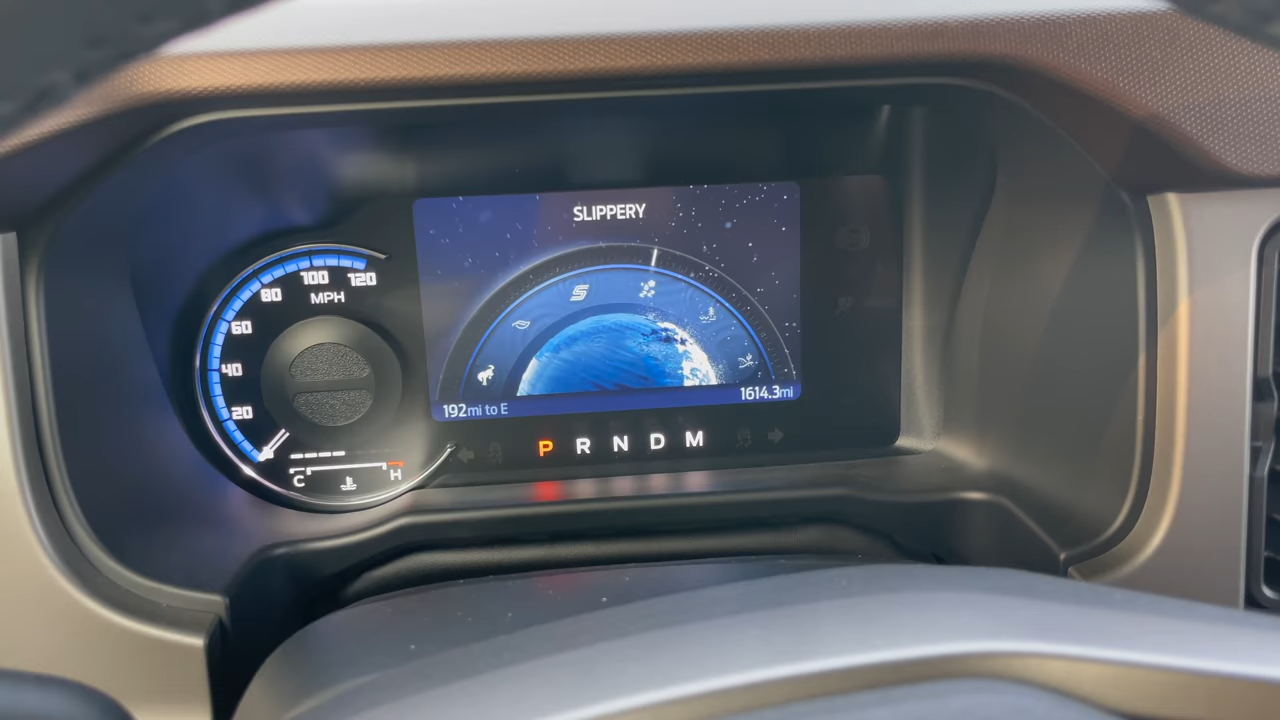 SLIPPERY
120
100
80
MPH
60
40
20
S
192mi to E
1614.3mi
P R N D M
C H